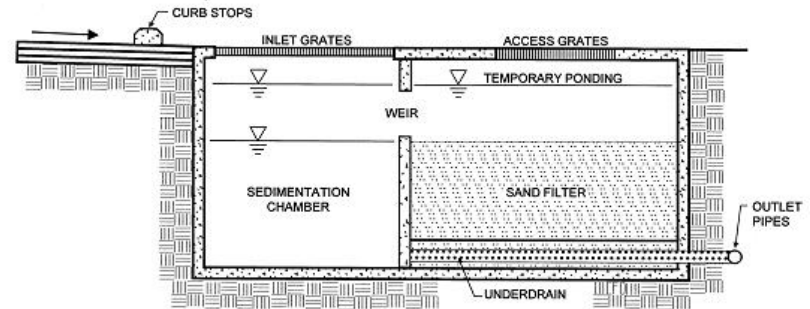 CURB STOPS
INLET GRATES
ACCESS GRATES
TEMPORARY PONDING
WEIR
SEDIMENTATION
CHAMBER
SAND FILTER
OUTLET
PIPES
UNDERDRAIN